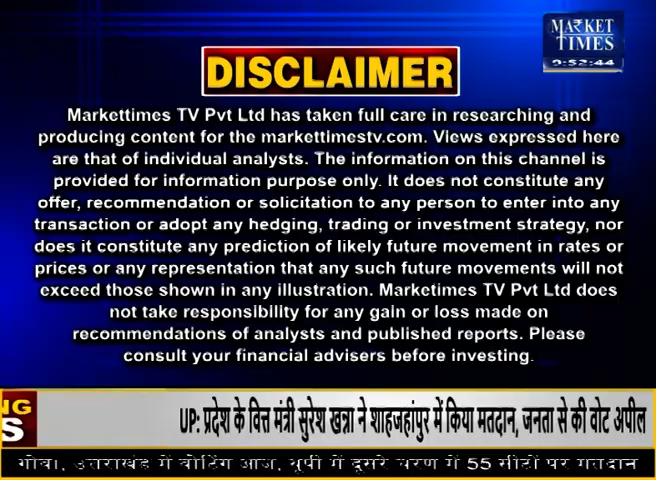 MARKET
TIMES
9:52:44
DISCLAIMER
Markettimes TV Pvt Ltd has taken full care in researching and
producing content for the markettimestv.com. Views expressed here
are that of individual analysts. The information on this channel is
provided for information purpose only. It does not constitute any
offer, recommendation or solicitation to any person to enter into any
transaction or adopt any hedging, trading or investment strategy, nor
does it constitute any prediction of likely future movement in rates or
prices or any representation that any such future movements will not
exceed those shown in any illustration. Marketimes TV Pvt Ltd does
not take responsibility for any gain or loss made on
recommendations of analysts and published reports. Please
consult your financial advisers before investing.
NG
S
UP: प्रदेश के वित्त मंत्री सुरेश खन्ना ने शाहजहांपुर में किया मतदान, जनता से की वोट अपील
गोवा, उत्तराखंड में वोटिंग आज, यूपी में दूसरे चरण में 55 सीटों पर मतदान